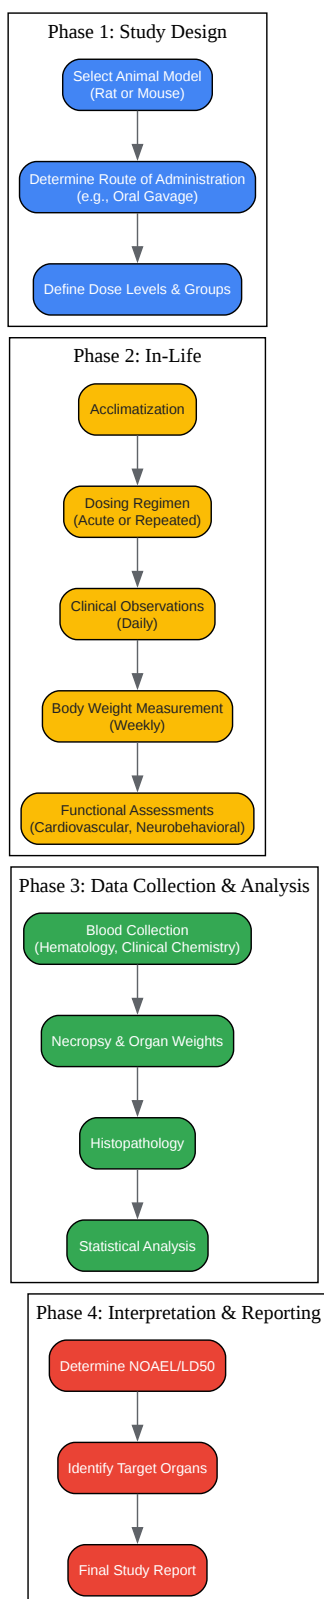 Phase 1: Study Design
Select Animal Model
(Rat or Mouse)
Determine Route of Administration
(e.g., Oral Gavage)
Define Dose Levels & Groups
Phase 2: In-Life
Acclimatization
Dosing Regimen
(Acute or Repeated)
Clinical Observations
(Daily)
Body Weight Measurement
(Weekly)
Functional Assessments
(Cardiovascular, Neurobehavioral)
Phase 3: Data Collection & Analysis
Blood Collection
(Hematology, Clinical Chemistry)
Necropsy & Organ Weights
Histopathology
Statistical Analysis
Phase 4: Interpretation & Reporting
Determine NOAEL/LD50
Identify Target Organs
Final Study Report